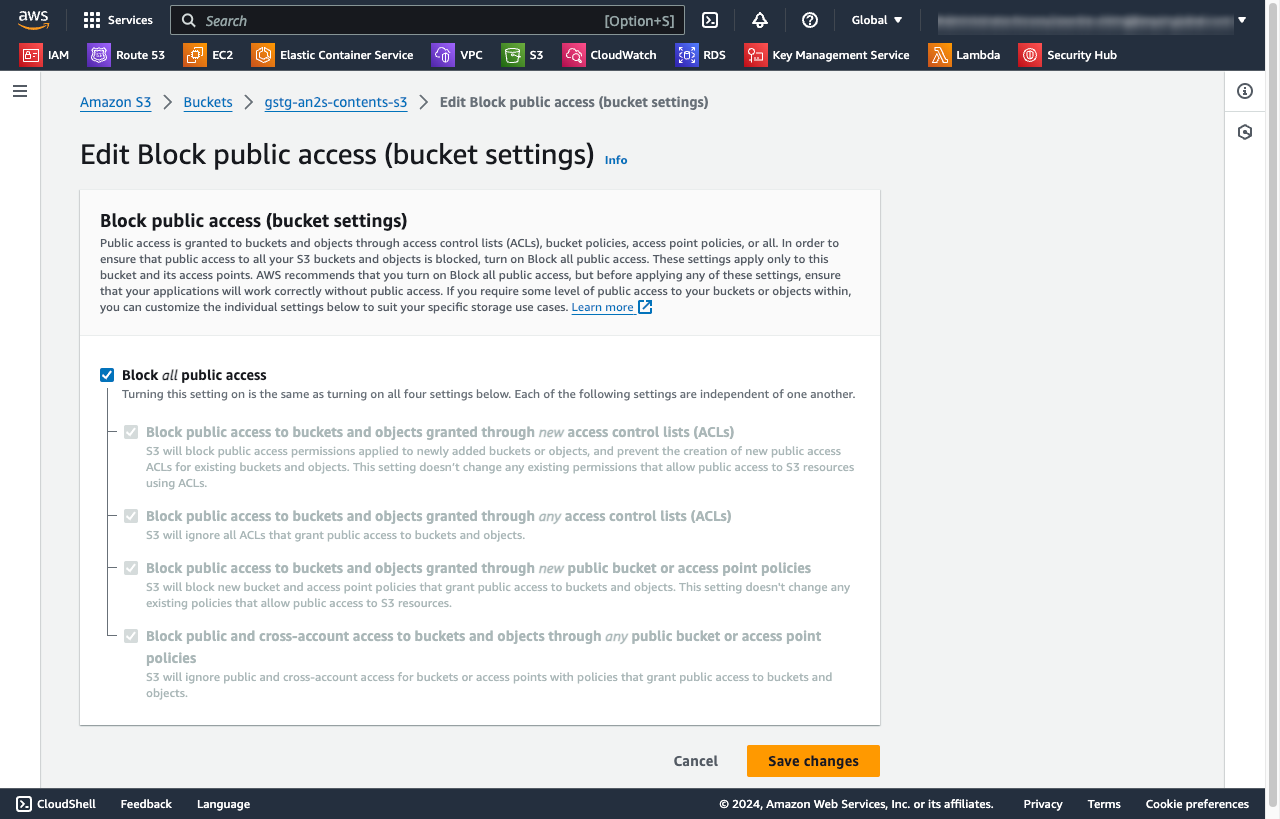 aws
Services
Search
[Option+S]
Global
IAM
Route 53
EC2
Elastic Container Service
VPC
S3
CloudWatch
RDS
Key Management Service
Lambda
Security Hub
Amazon S3 > Buckets > gstg-an2s-contents-s3 > Edit Block public access (bucket settings)
Edit Block public access (bucket settings) Info
Block public access (bucket settings)
Public access is granted to buckets and objects through access control lists (ACLs), bucket policies, access point policies, or all. In order to
ensure that public access to all your S3 buckets and objects is blocked, turn on Block all public access. These settings apply only to this
bucket and its access points. AWS recommends that you turn on Block all public access, but before applying any of these settings, ensure
that your applications will work correctly without public access. If you require some level of public access to your buckets or objects within,
you can customize the individual settings below to suit your specific storage use cases. Learn more
Block all public access
Turning this setting on is the same as turning on all four settings below. Each of the following settings are independent of one another.
Block public access to buckets and objects granted through new access control lists (ACLs)
S3 will block public access permissions applied to newly added buckets or objects, and prevent the creation of new public access
ACLs for existing buckets and objects. This setting doesn't change any existing permissions that allow public access to S3 resources
using ACLs.
Block public access to buckets and objects granted through any access control lists (ACLs)
S3 will ignore all ACLs that grant public access to buckets and objects.
Block public access to buckets and objects granted through new public bucket or access point policies
S3 will block new bucket and access point policies that grant public access to buckets and objects. This setting doesn't change any
existing policies that allow public access to S3 resources.
Block public and cross-account access to buckets and objects through any public bucket or access point
policies
S3 will ignore public and cross-account access for buckets or access points with policies that grant public access to buckets and
objects.
Cancel
Save changes
CloudShell
Feedback
Language
© 2024, Amazon Web Services, Inc. or its affiliates.
Privacy
Terms
Cookie preferences